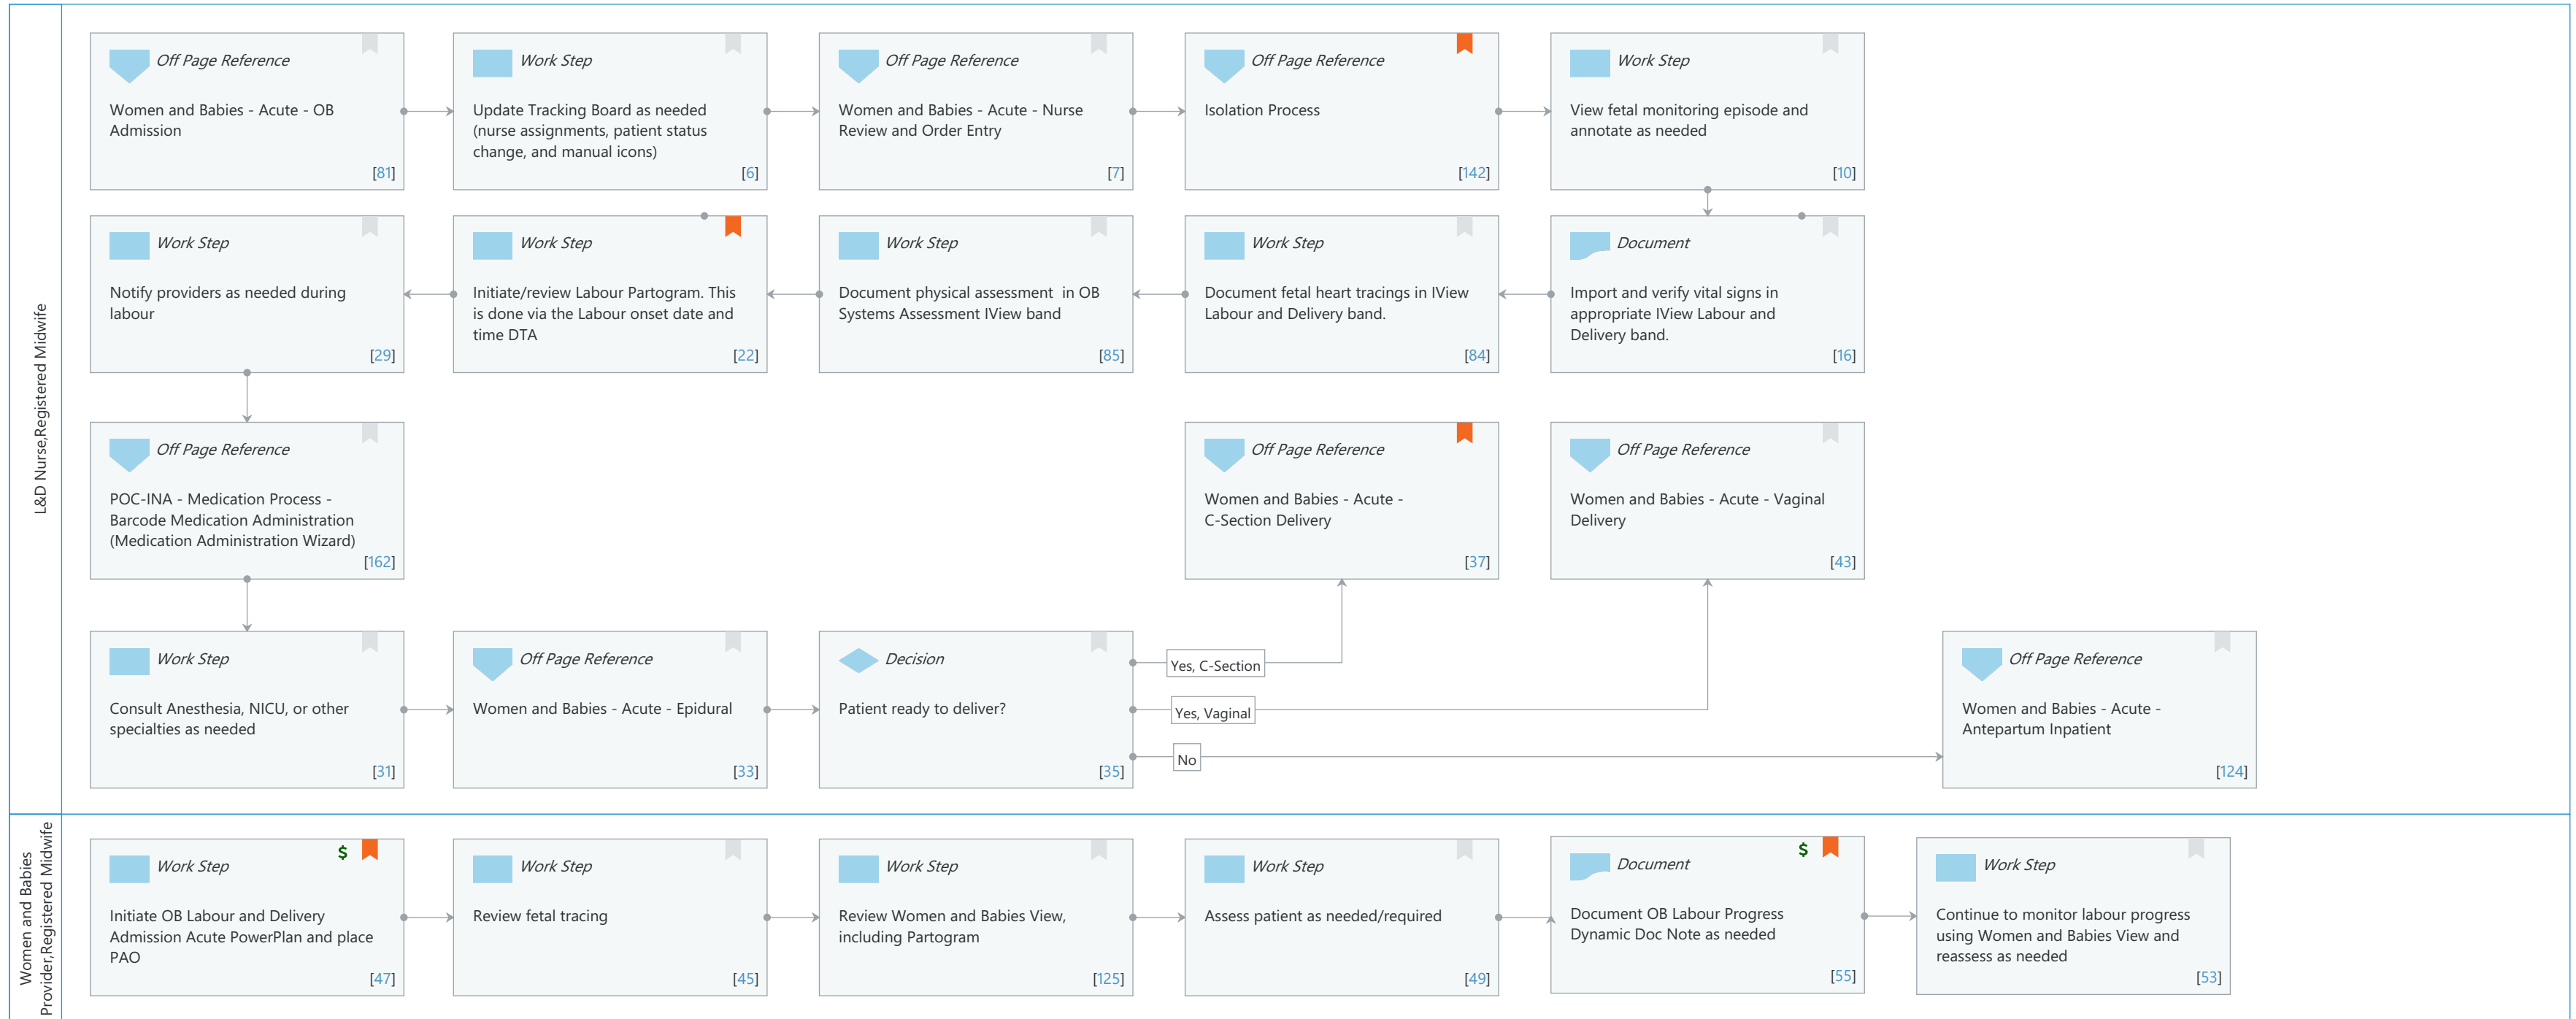 L&D Nurse,Registered Midwife
Off Page Reference
Women and Babies - Acute - OB
Admission
[81]
Work Step
Update Tracking Board as needed
(nurse assignments, patient status
change, and manual icons)
[6]
Off Page Reference
Women and Babies - Acute - Nurse
Review and Order Entry
[7]
Off Page Reference
Isolation Process
[142]
Work Step
View fetal monitoring episode and
annotate as needed
[10]
Work Step
Notify providers as needed during
labour
[29]
Work Step
Initiate/review Labour Partogram. This
is done via the Labour onset date and
time DTA
[22]
Work Step
Document physical assessment  in OB
Systems Assessment IView band
[85]
Work Step
Document fetal heart tracings in IView
Labour and Delivery band.
[84]
Document
Import and verify vital signs in
appropriate IView Labour and
Delivery band.
[16]
Off Page Reference
POC-INA - Medication Process -
Barcode Medication Administration
(Medication Administration Wizard)
[162]
Off Page Reference
Women and Babies - Acute -
C-Section Delivery
[37]
Off Page Reference
Women and Babies - Acute - Vaginal
Delivery
[43]
Work Step
Consult Anesthesia, NICU, or other
specialties as needed
[31]
Off Page Reference
Women and Babies - Acute - Epidural
[33]
Decision
Patient ready to deliver?
[35]
Yes, C-Section
Yes, Vaginal
No
Off Page Reference
Women and Babies - Acute -
Antepartum Inpatient
[124]
Women and Babies
Provider,Registered Midwife
$
Work Step
Initiate OB Labour and Delivery
Admission Acute PowerPlan and place
PAO
[47]
Work Step
Review fetal tracing
[45]
Work Step
Review Women and Babies View,
including Partogram
[125]
Work Step
Assess patient as needed/required
[49]
$
Document
Document OB Labour Progress
Dynamic Doc Note as needed
[55]
Work Step
Continue to monitor labour progress
using Women and Babies View and
reassess as needed
[53]